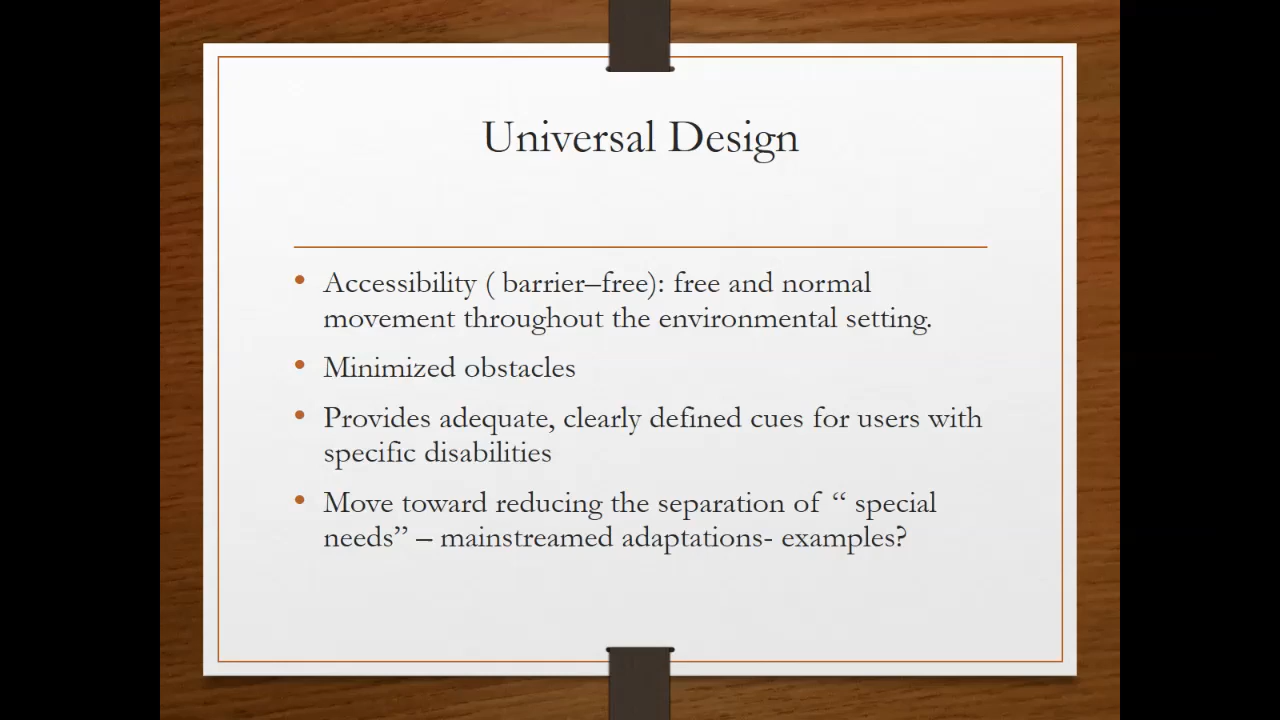 Universal Design
• Accessibility ( barrier–free): free and normal
movement throughout the environmental setting.
• Minimized obstacles
• Provides adequate, clearly defined cues for users with
specific disabilities
• Move toward reducing the separation of “ special
needs” – mainstreamed adaptations- examples?